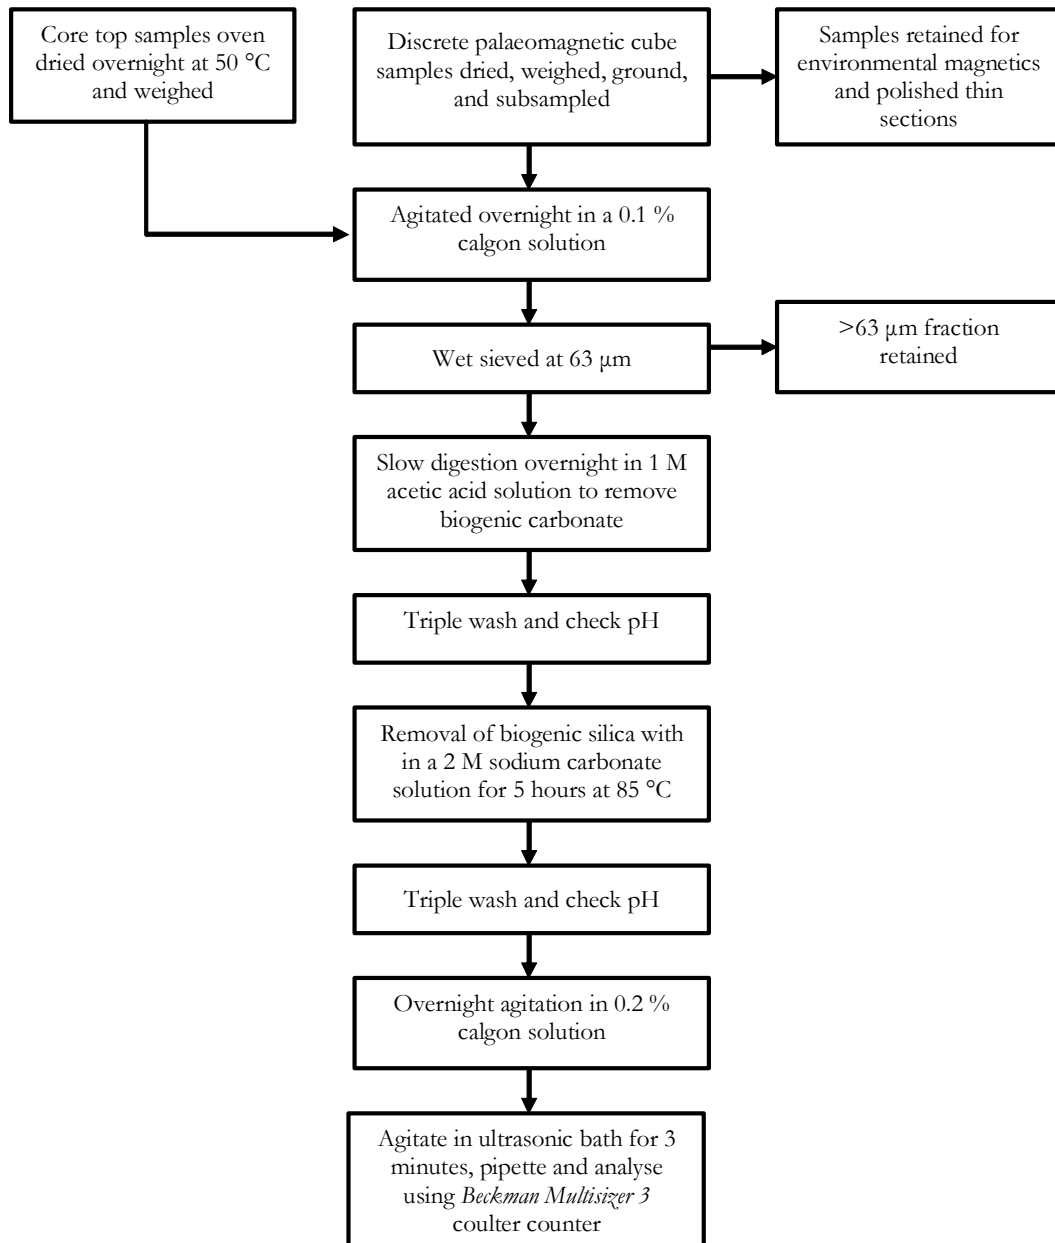 Core top samples oven
dried overnight at 50 °C
and weighed
Discrete palaeomagnetic cube
samples dried, weighed, ground,
and subsampled
Samples retained for
environmental magnetics
and polished thin
sections
Agitated overnight in a 0.1 %
calgon solution
Wet sieved at 63 µm
>63 µm fraction
retained
Slow digestion overnight in 1 M
acetic acid solution to remove
biogenic carbonate
Triple wash and check pH
Removal of biogenic silica with
in a 2 M sodium carbonate
solution for 5 hours at 85 °C
Triple wash and check pH
Overnight agitation in 0.2 %
calgon solution
Agitate in ultrasonic bath for 3
minutes, pipette and analyse
using Beckman Multisizer 3
coulter counter